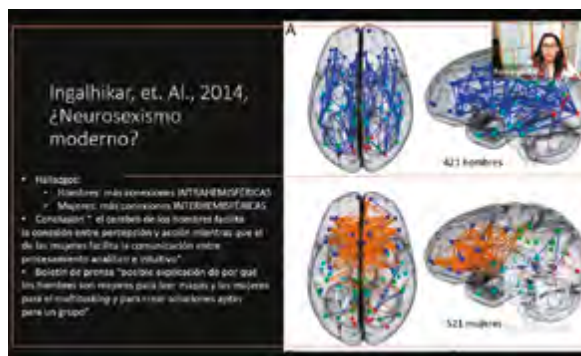 Ingalhikar, et. Al., 2014,
¿Neurosexismo
moderno?
Hallazgos:
Hombres: más conexiones INTRAHEMISFÉRICAS
Mujeres: más conexiones INTERHEMISFÉRICAS
Conclusión " el cerebro de los hombres facilita
la conexión entre percepción y acción mientras que el
de las mujeres facilita la comunicación entre
procesamiento analítico e intuitivo"
Boletín de prensa "posible explicación de por qué
los hombres son mejores para leer mapas y las mujeres
para el multitasking y para crear soluciones aptas
para un grupo"
A
421 hombres
521 mujeres